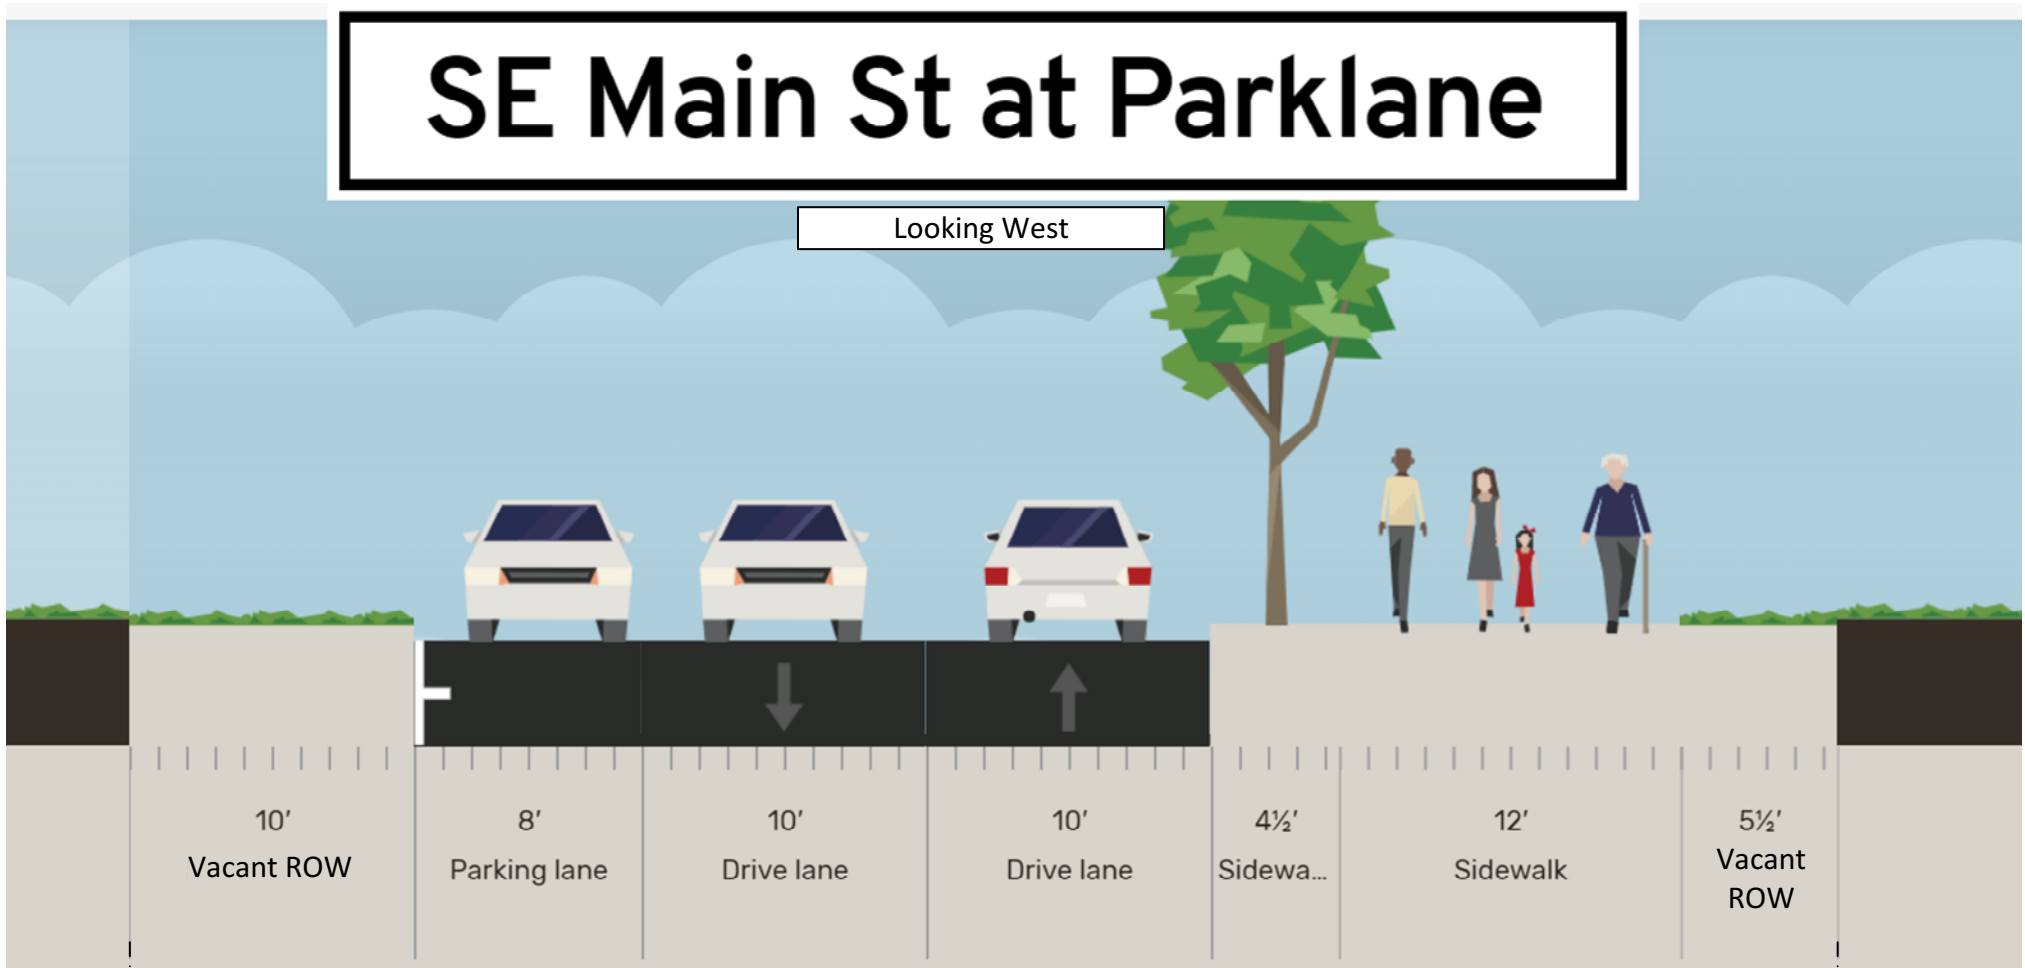 SE Main St at Parklane
Looking West
10′ 8′ 10′ 10′ 4½′ 12′ 5½′
Vacant ROW Parking lane Drive lane Drive lane Sidewa... Sidewalk Vacant
ROW